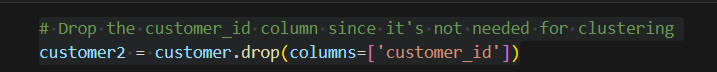 # Drop the customer_id column since it's not needed for clustering
customer2 = customer.drop(columns=['customer_id'])